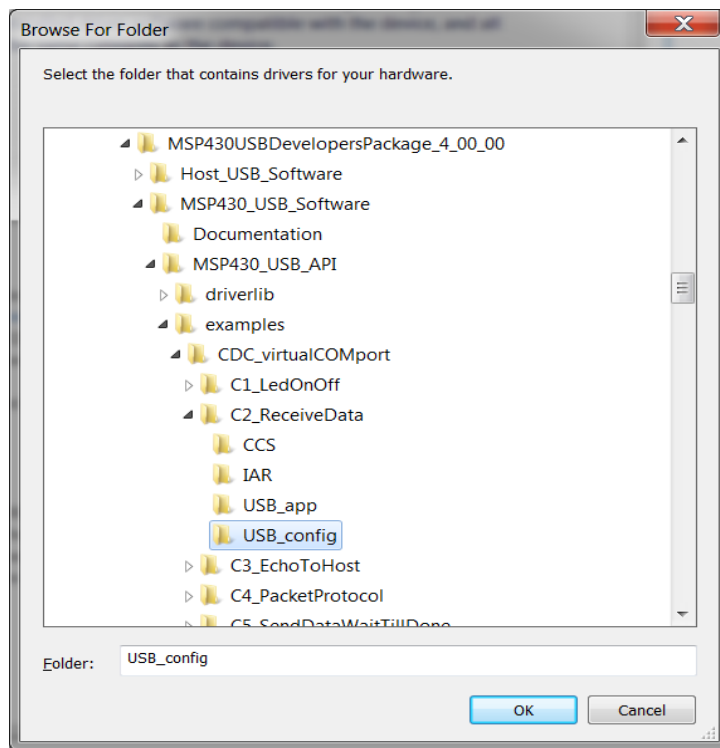 Browse For Folder
Select the folder that contains drivers for your hardware.
MSP430USBDevelopersPackage_4_00_00
Host_USB_Software
MSP430_USB_Software
Documentation
MSP430_USB_API
driverlib
examples
CDC_virtualCOMport
C1_LedOnOff
C2_ReceiveData
CCS
IAR
USB_app
USB_config
C3_EchoToHost
C4_PacketProtocol
C5_SendDataWaitTillDone
Folder: USB_config
OK Cancel